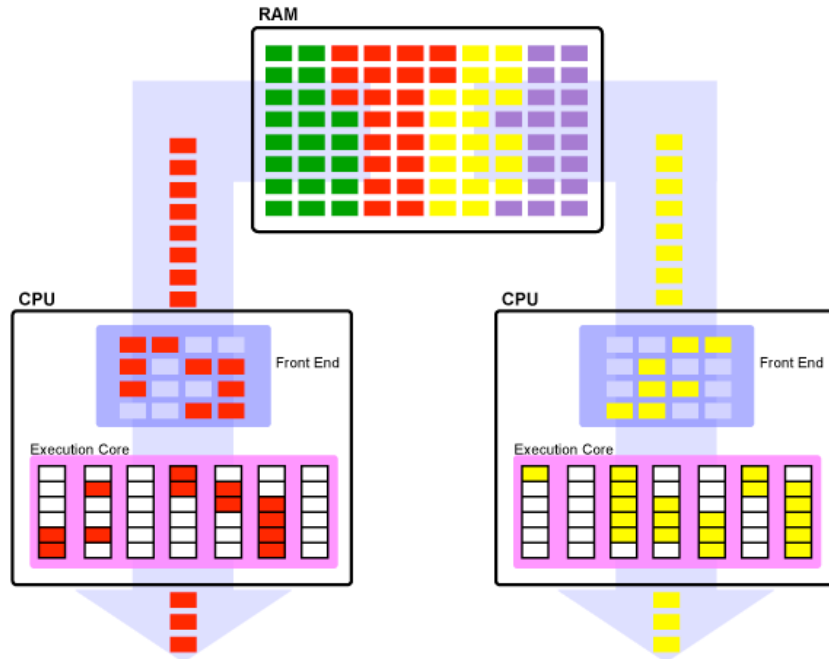 RAM
CPU
CPU
Front End
Front End
Execution Core
Execution Core